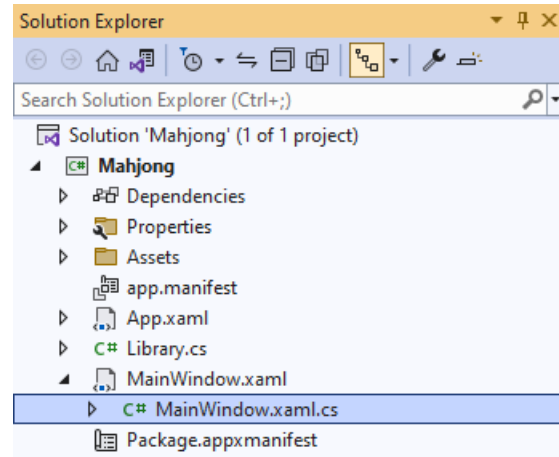 Solution Explorer
Search Solution Explorer (Ctrl+;)
Solution 'Mahjong' (1 of 1 project)
C# Mahjong
Dependencies
Properties
Assets
app.manifest
App.xaml
C# Library.cs
MainWindow.xaml
C# MainWindow.xaml.cs
Package.appxmanifest